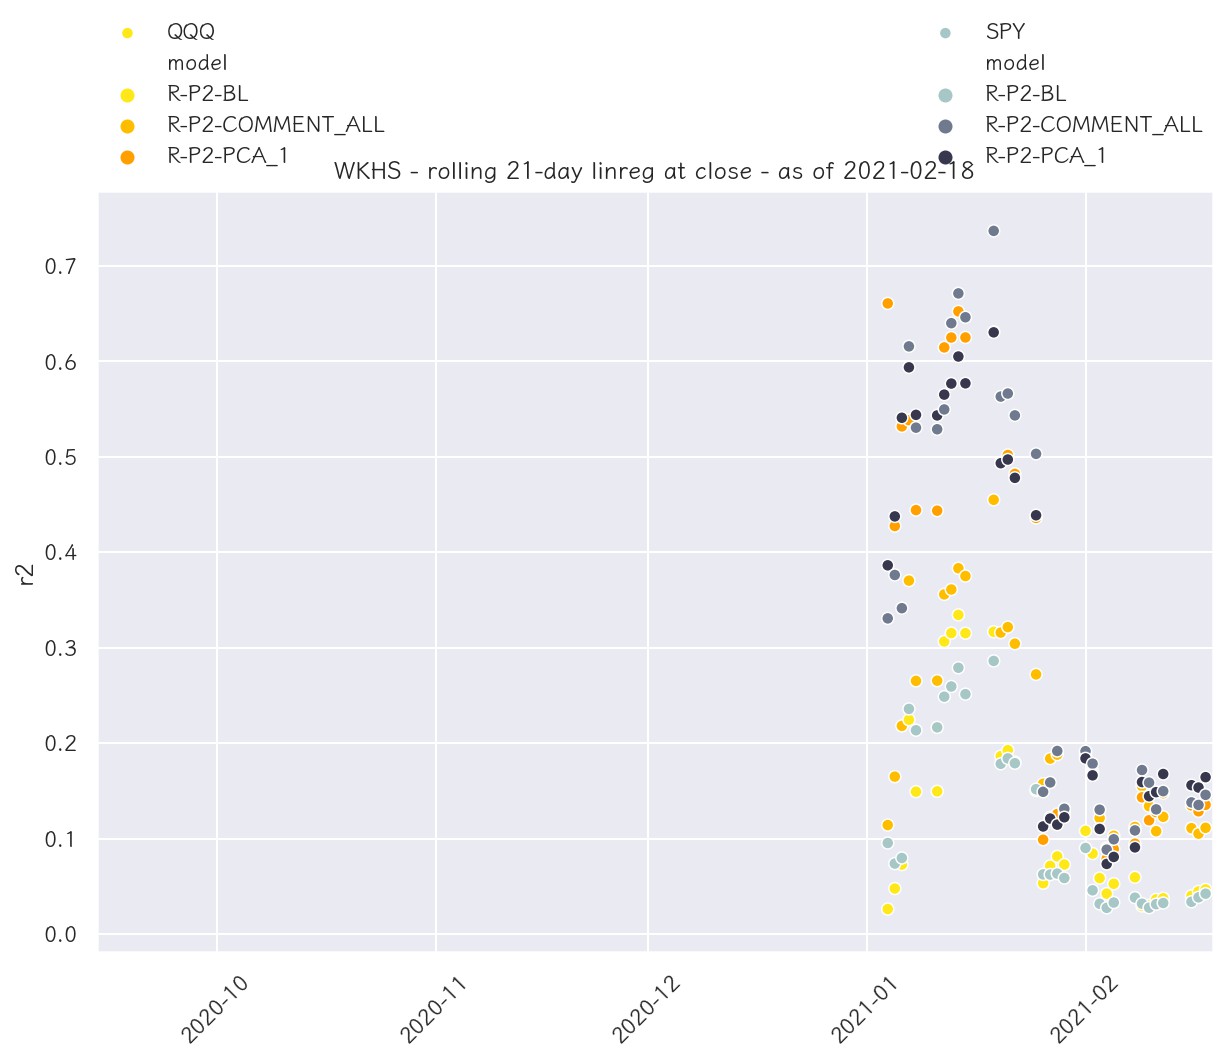 QQQ
model
R-P2-BL
R-P2-COMMENT_ALL
R-P2-PCA_1
SPY
model
R-P2-BL
R-P2-COMMENT_ALL
R-P2-PCA_1
WKHS - rolling 21-day linreg at close - as of 2021-02-18
0.7
0.6
0.5
0.4
0.3
0.2
0.1
0.0
r2
2020-10
2020-11
2020-12
2021-01
2021-02